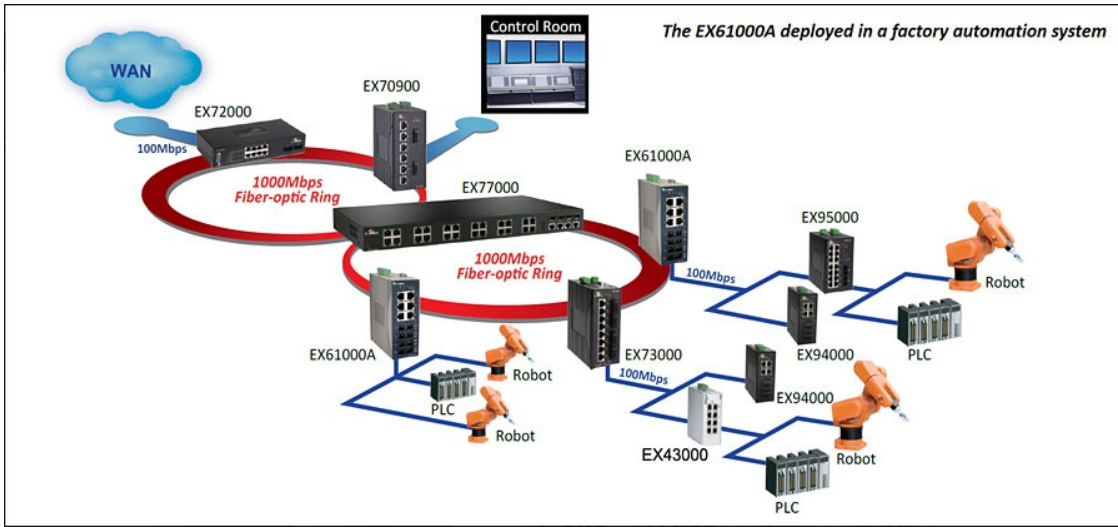 The EX61000A deployed in a factory automation system
Control Room
WAN
EX70900
EX72000
100Mbps
1000Mbps
Fiber-optic Ring
EX77000
EX61000A
EX95000
1000Mbps
Fiber-optic Ring
100Mbps
Robot
EX94000
PLC
EX61000A
EX73000
100Mbps
EX94000
Robot
PLC
Robot
EX43000
Robot
PLC